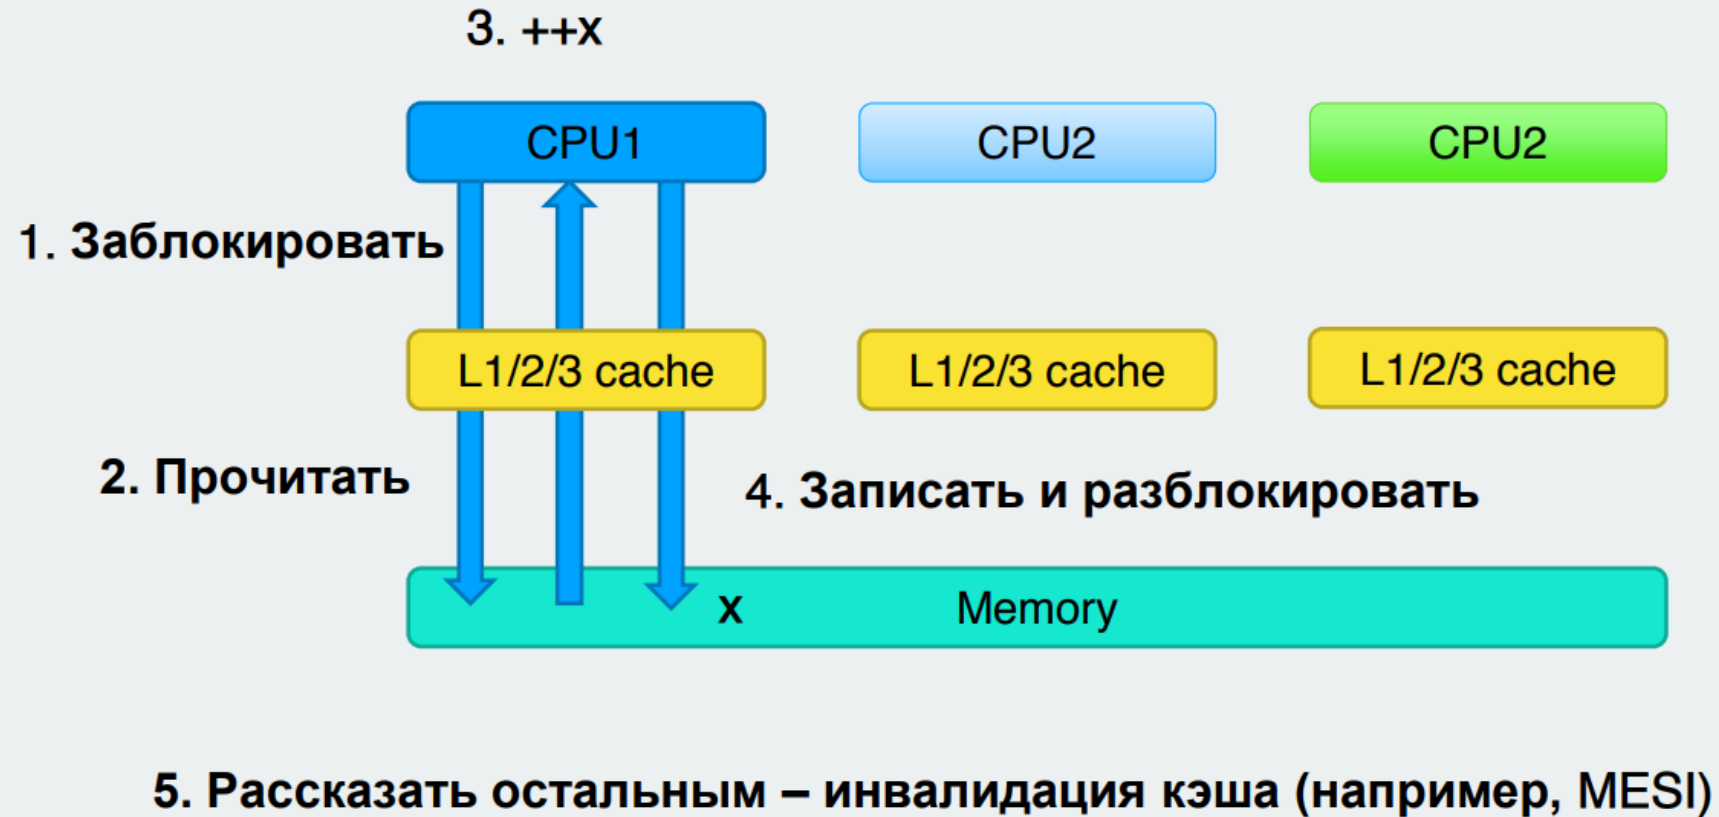 3. ++x
CPU1
CPU2
CPU2
1. Заблокировать
L1/2/3 cache
L1/2/3 cache
L1/2/3 cache
2. Прочитать
4. Записать и разблокировать
x
Memory
5. Рассказать остальным – инвалидация кэша (например, MESI)